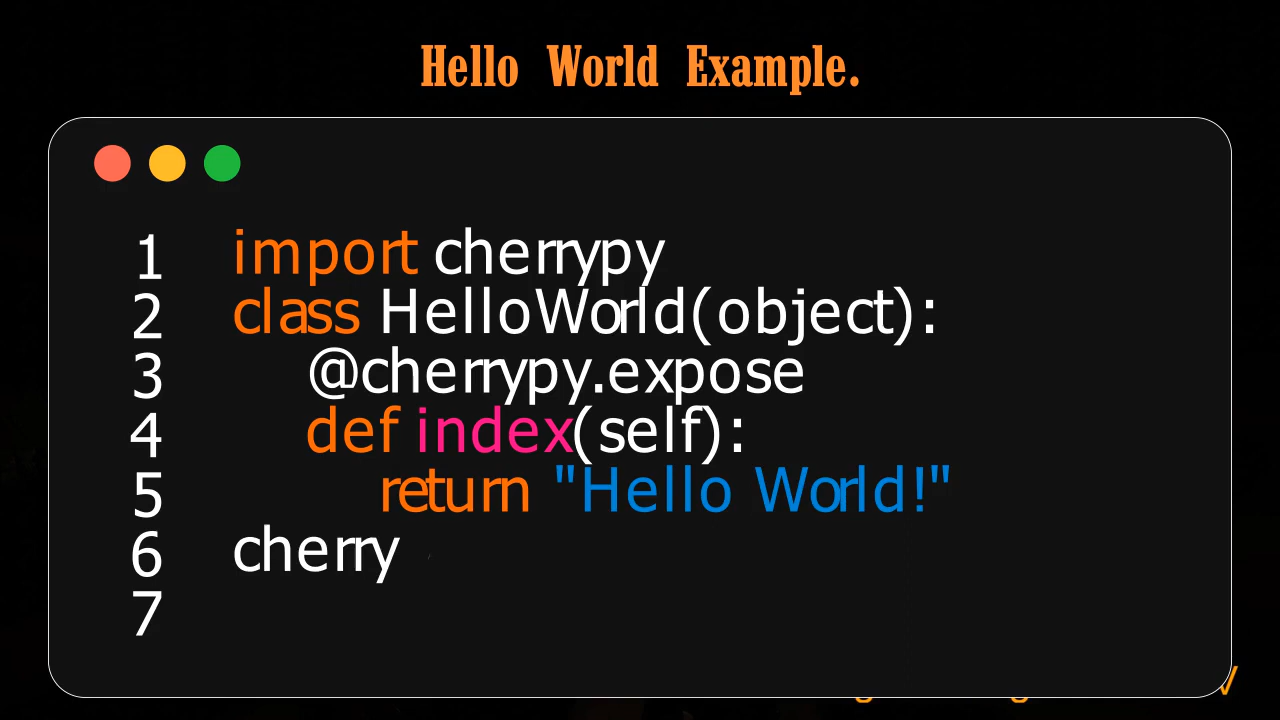 Hello World Example.
1 import cherrypy
2 class HelloWorld(object):
3 @cherrypy.expose
4 def index(self):
5 return "Hello World!"
6 cherry
7